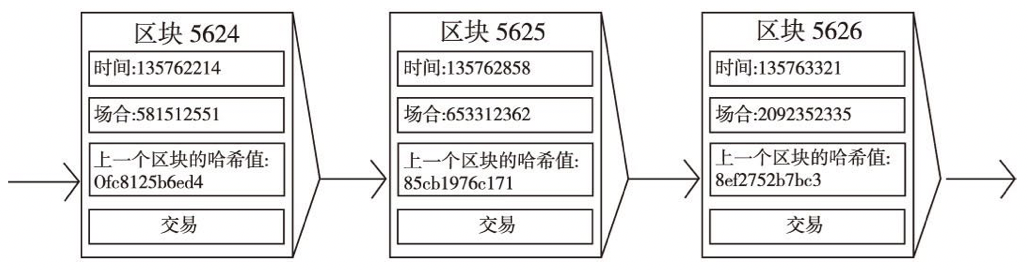 区块 5624
时间:135762214
场合:581512551
上一个区块的哈希值:
Ofc8125b6ed4
交易
区块 5625
时间:135762858
场合:653312362
上一个区块的哈希值:
85cb1976c171
交易
区块 5626
时间:135763321
场合:2092352335
上一个区块的哈希值:
8ef2752b7bc3
交易